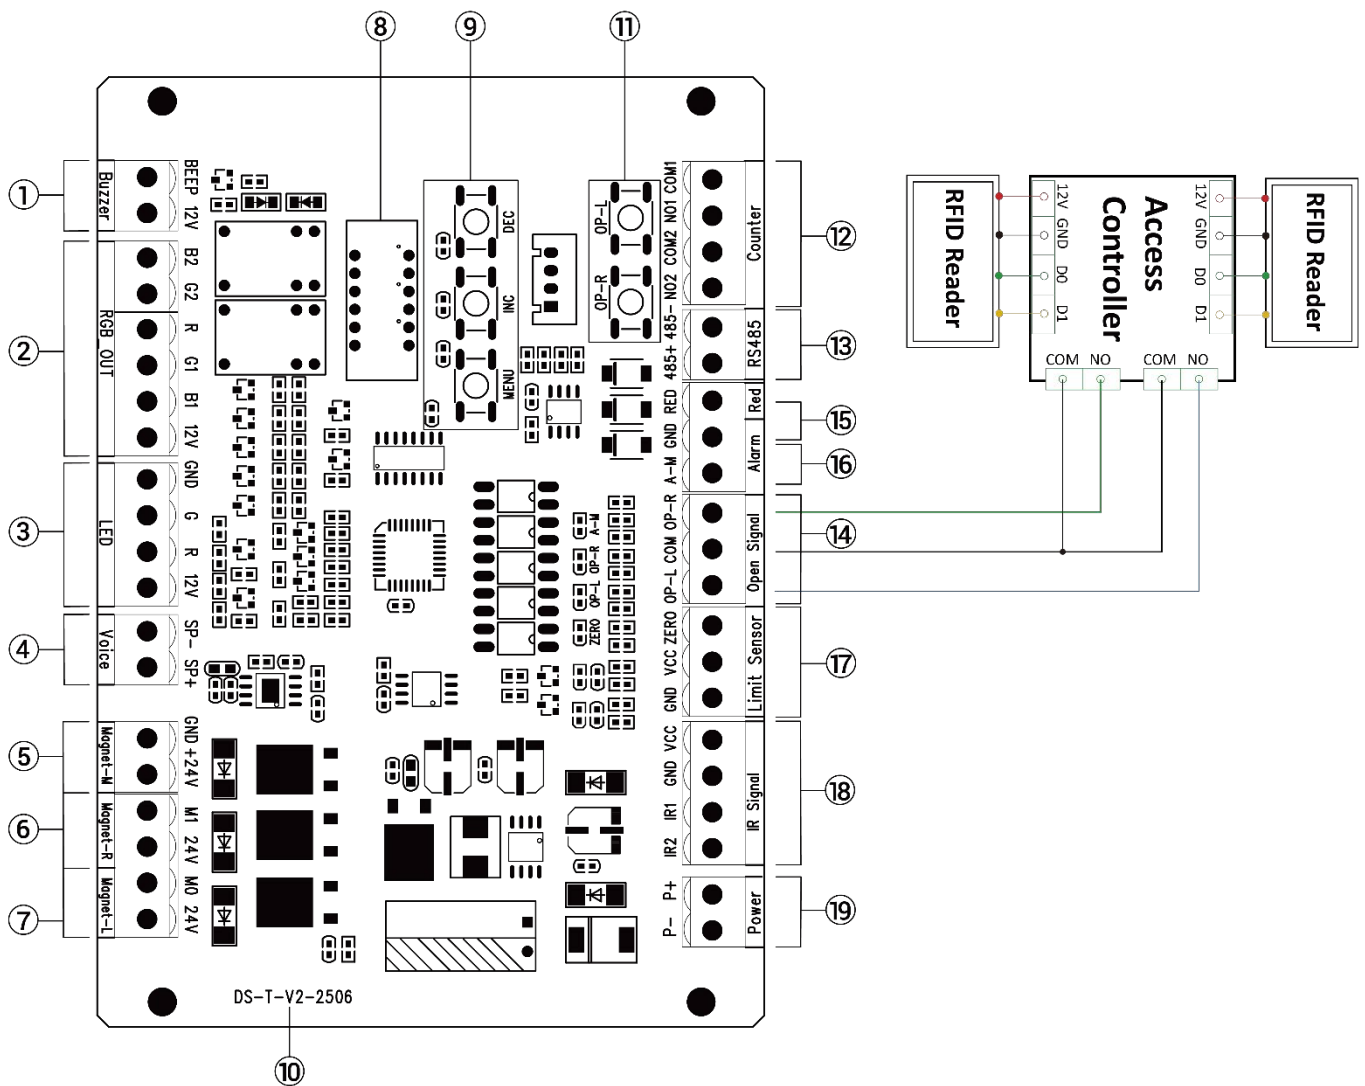 ⑧
⑨
⑪
①
Buzzer
BEEP
12V
②
RGB_OUT
B2
G2
R
G1
B1
12V
③
LED
GND
G
R
12V
④
Voice
SP-
SP+
⑤
Magnet-M
GND
+24V
⑥
Magnet-R
M1
24V
⑦
Magnet-L
M0
24V
DEC
INC
MENU
OP-L
OP-R
A-M
OP-R
OP-L
ZERO
DS-T-V2-2506
⑩
COM1
NO1
COM2
NO2
Counter
⑫
485-
485+
RS485
⑬
RED
Red
⑮
GND
A-M
Alarm
⑯
OP-R
COM
OP-L
Open Signal
⑭
ZERO
VCC
GND
Limit Sensor
⑰
VCC
GND
IR1
IR2
IR Signal
⑱
P+
P-
Power
⑲
RFID Reader
12V
GND
D0
D1
Access
Controller
12V
GND
D0
D1
RFID Reader
COM NO COM NO